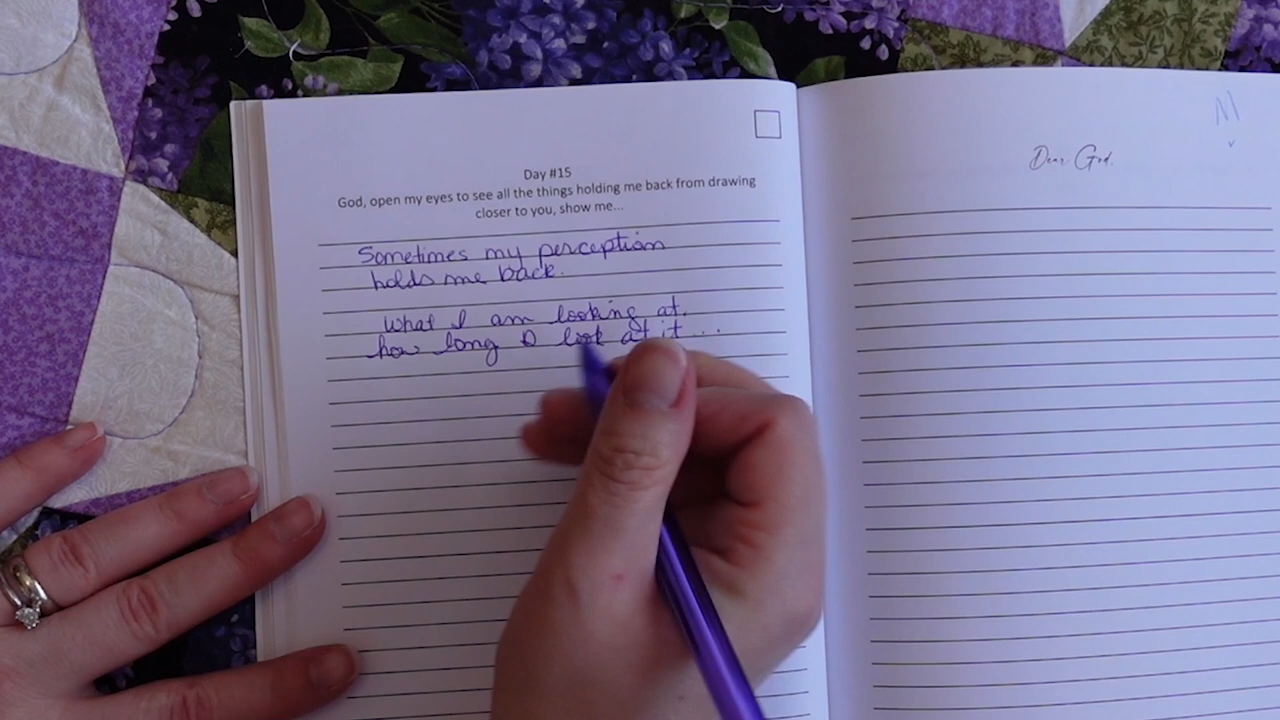 Day #15
God, open my eyes to see all the things holding me back from drawing
closer to you, show me...
Sometimes my perception
holds me back.
What I am looking at.
how long I look at it...
Dear God,